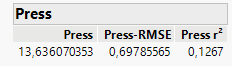 Press
Press Press-RMSE Press r²
13,636070353 0,69785565 0,1267